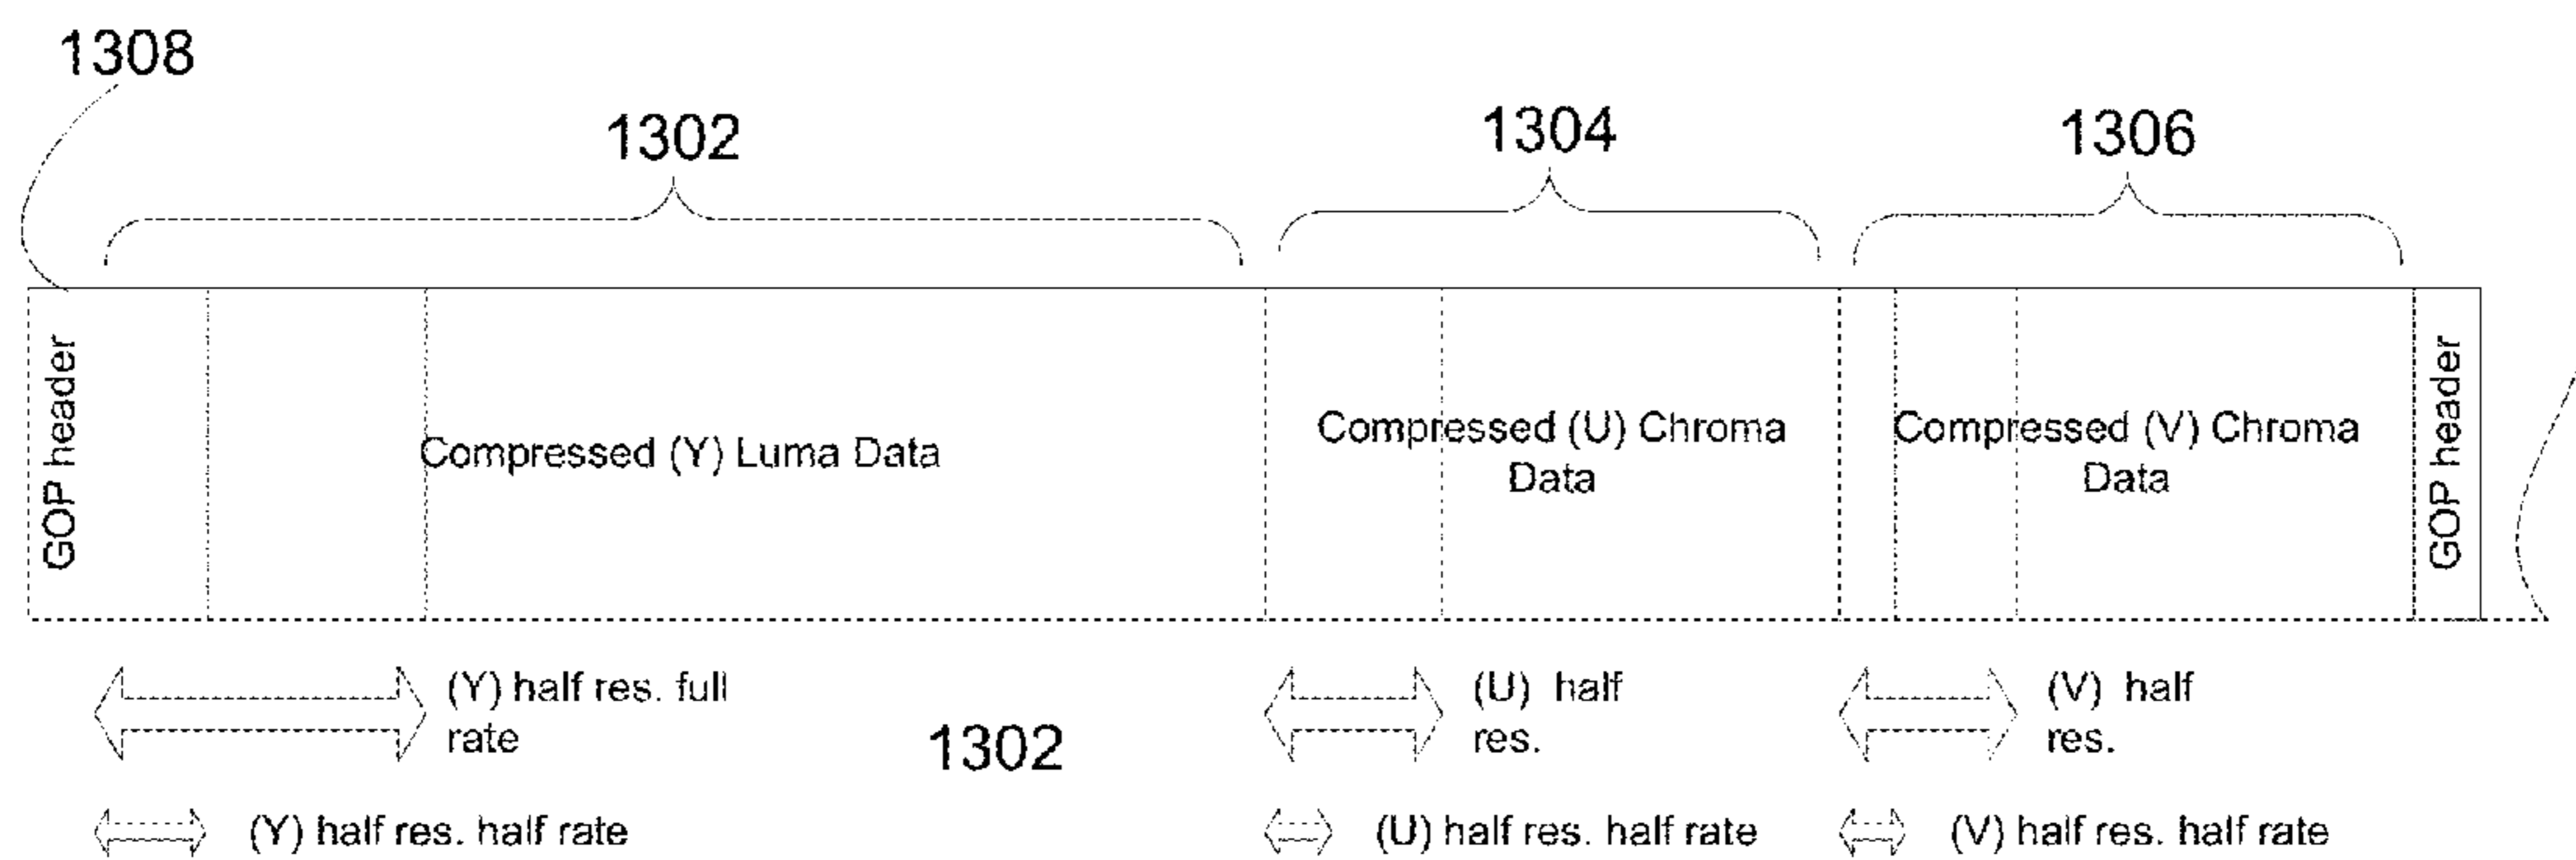 1308
1302
1304
1306
GOP header
Compressed (Y) Luma Data
Compressed (U) Chroma
Data
Compressed (V) Chroma
Data
GOP header
(Y) half res. full
rate
1302
(U) half
res.
(V) half
res.
(Y) half res. half rate
(U) half res. half rate
(V) half res. half rate